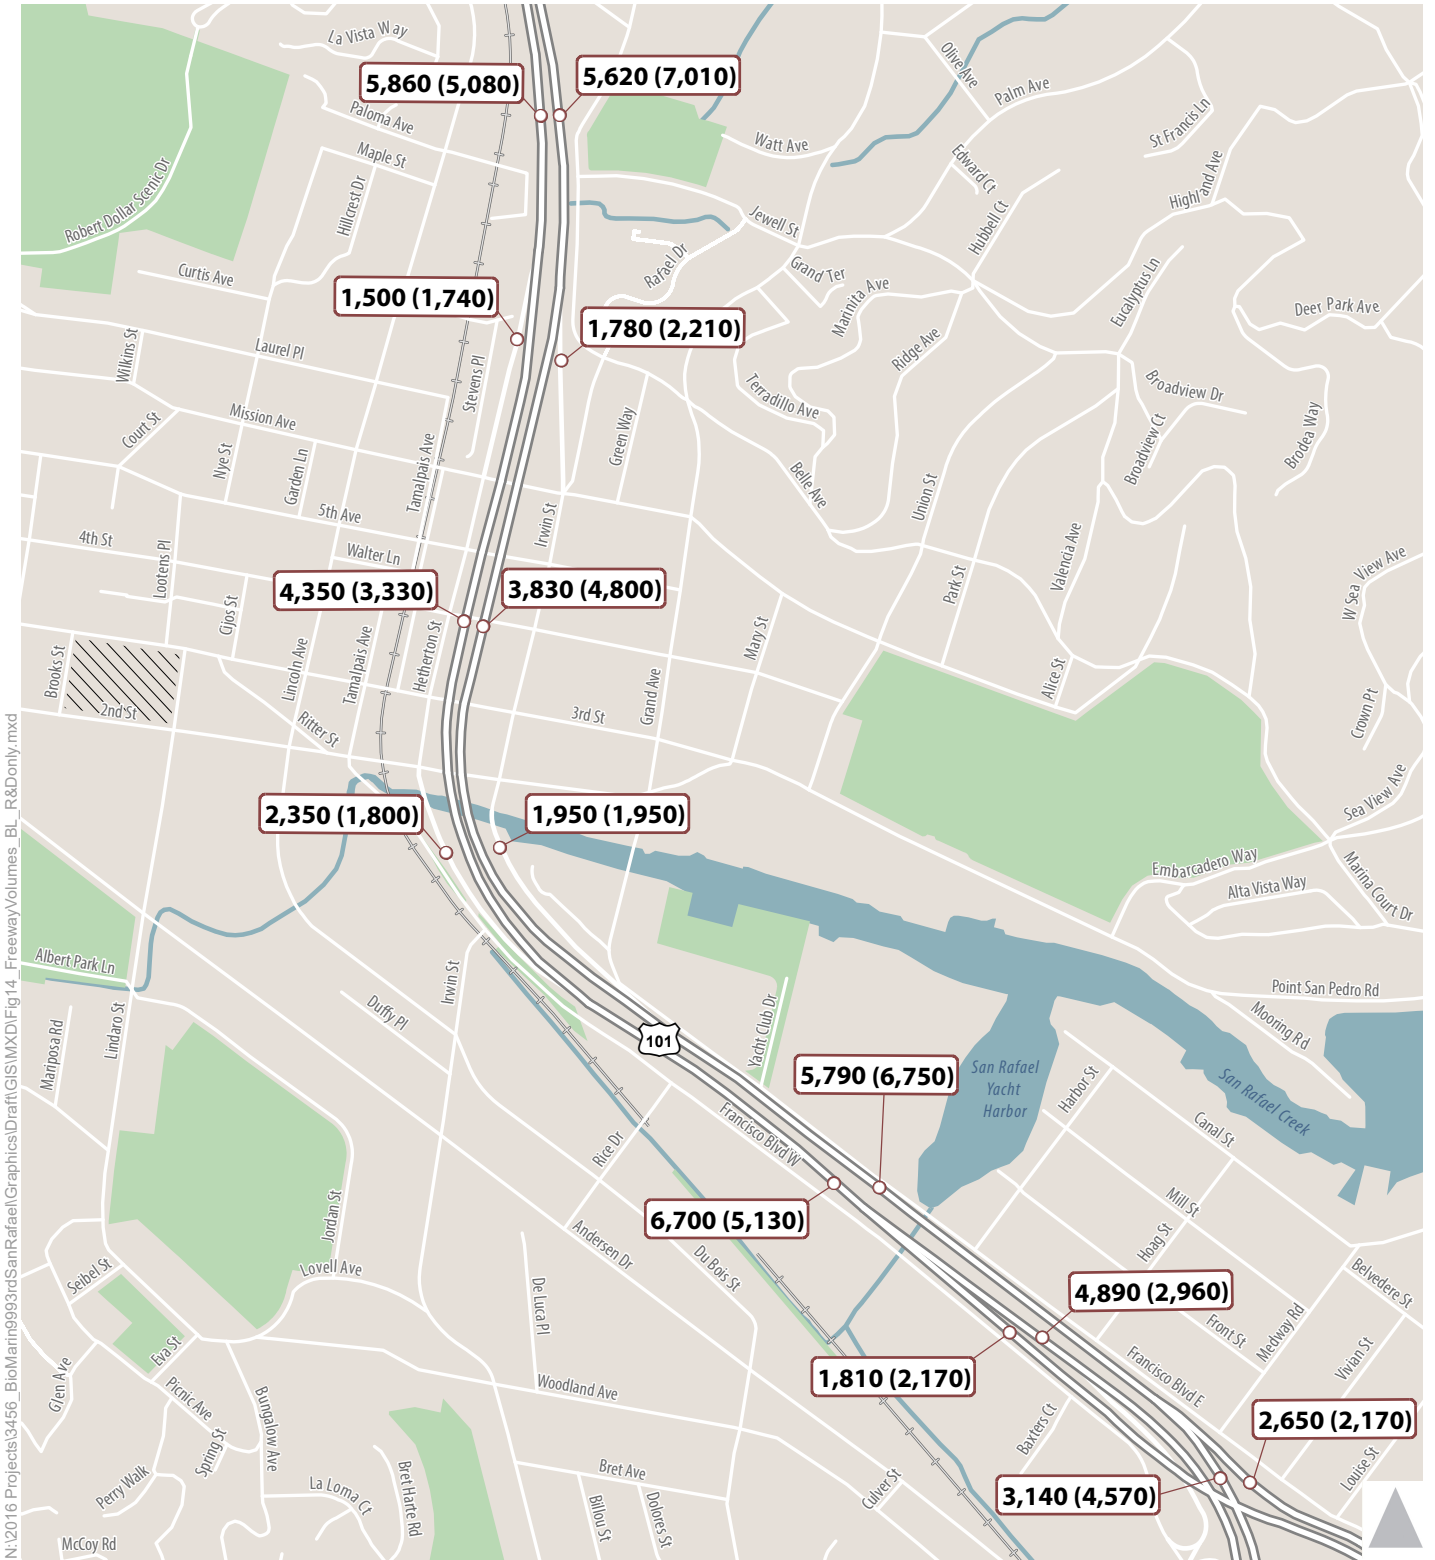 La Vista Way
5,860 (5,080)
5,620 (7,010)
Olive Ave
Palm Ave
Paloma Ave
St Francis Ln
Watt Ave
Maple St
Edward Ct
Highland Ave
Robert Dollar Scenic Dr
Hillcrest Dr
Jewell St
Hubbell Ct
Rafael Dr
Curtis Ave
Grand Ter
1,500 (1,740)
Marinita Ave
Eucalyptus Ln
Deer Park Ave
1,780 (2,210)
Wilkins St
Laurel Pl
Ridge Ave
Stevens Pl
Terradillo Ave
Broadview Dr
Mission Ave
Court St
Green Way
Broadview Ct
Brodea Way
Nye St
Garden Ln
Tamalpais Ave
Belle Ave
Union St
5th Ave
Irwin St
4th St
Walter Ln
Valencia Ave
View Ave
W Sea
Lootens Pl
4,350 (3,330)
3,830 (4,800)
Park St
Cijos St
Mary St
Brooks St
Lincoln Ave
Tamalpais Ave
Hetherton St
Grand Ave
Alice St
2nd St
Ritter St
3rd St
Crown Pt
2,350 (1,800)
1,950 (1,950)
Sea View Ave
Embarcadero Way
Alta Vista Way
Marina Court Dr
Albert Park Ln
Irwin St
Point San Pedro Rd
Duffy Pl
Lindaro St
Mariposa Rd
Yacht Club Dr
Mooring Rd
101
5,790 (6,750)
San Rafael
Yacht
Harbor
Harbor St
San Rafael Creek
Francisco Blvd W
Rice Dr
Canal St
Jordan St
6,700 (5,130)
Mill St
Hoag St
Andersen Dr
Du Bois St
Seibel St
Lovell Ave
De Luca Pl
4,890 (2,960)
Belvedere St
Front St
Medway Rd
Eva St
1,810 (2,170)
Francisco Blvd E
Vivian St
Glen Ave
Picnic Ave
Bungalow Ave
Woodland Ave
2,650 (2,170)
Baxters Ct
Spring St
Perry Walk
La Loma Ct
Bret Harte Rd
Bret Ave
Culver St
Louise St
3,140 (4,570)
Billou St
Dolores St
McCoy Rd
N:\2016 Projects\3456_BioMarin9993rdSanRafael\Graphics\Draft\GIS\MXD\Fig14_FreewayVolumes_BL_R&Donly.mxd